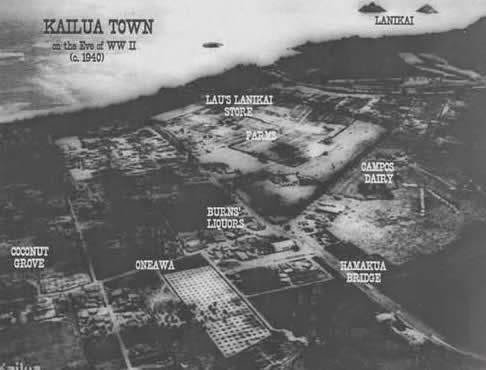 KAILUA TOWN
on the Eve of WW II
(c. 1940)
LANIKAI
LAU'S LANIKAI
STORE
FARMS
CAMPOS
DAIRY
BURNS'
LIQUORS
COCONUT
GROVE
ONEAWA
HAMAKUA
BRIDGE